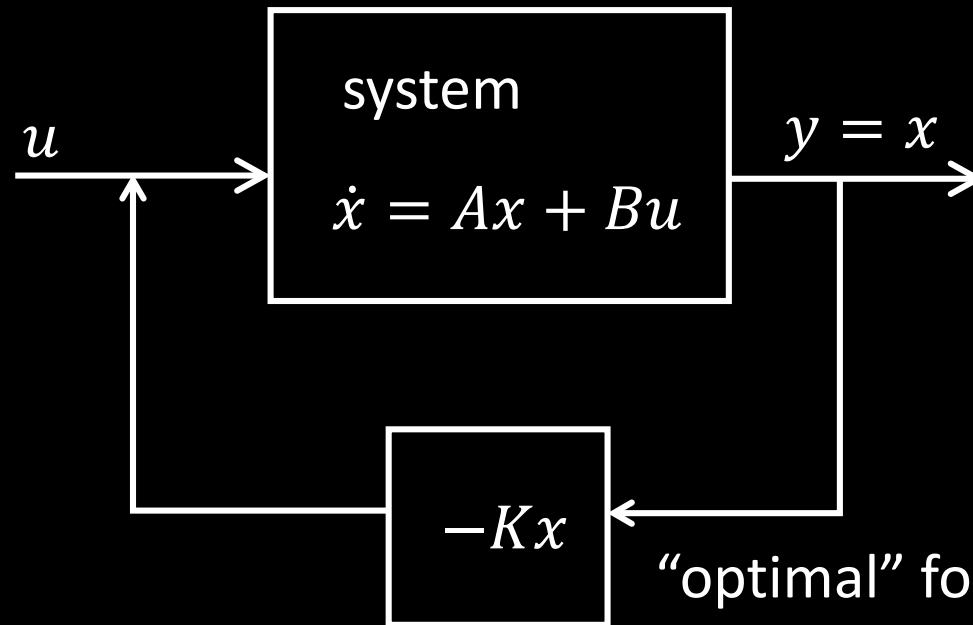 system
u
y = x
ẋ = Ax + Bu
−Kx
“optimal” fo